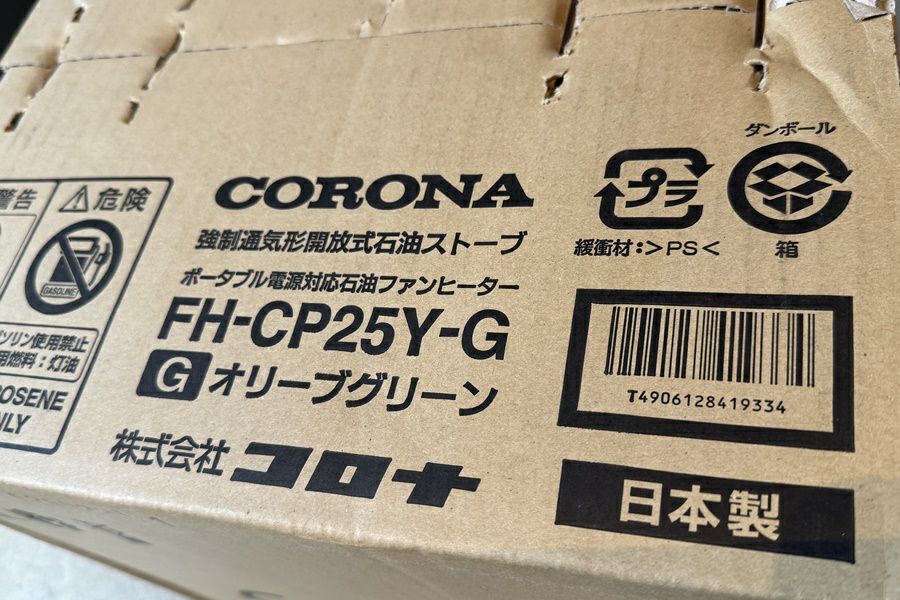 警告
⚠危険
GASOLINE
ソリン使用禁止
用燃料：灯油
OSENE
NLY
CORONA
強制通気形開放式石油ストーブ
ポータブル電源対応石油ファンヒーター
FH-CP25Y-G
G オリーブグリーン
株式会社コロナ
プラ
緩衝材:>PS<
ダンボール
箱
T4906128419334
日本製